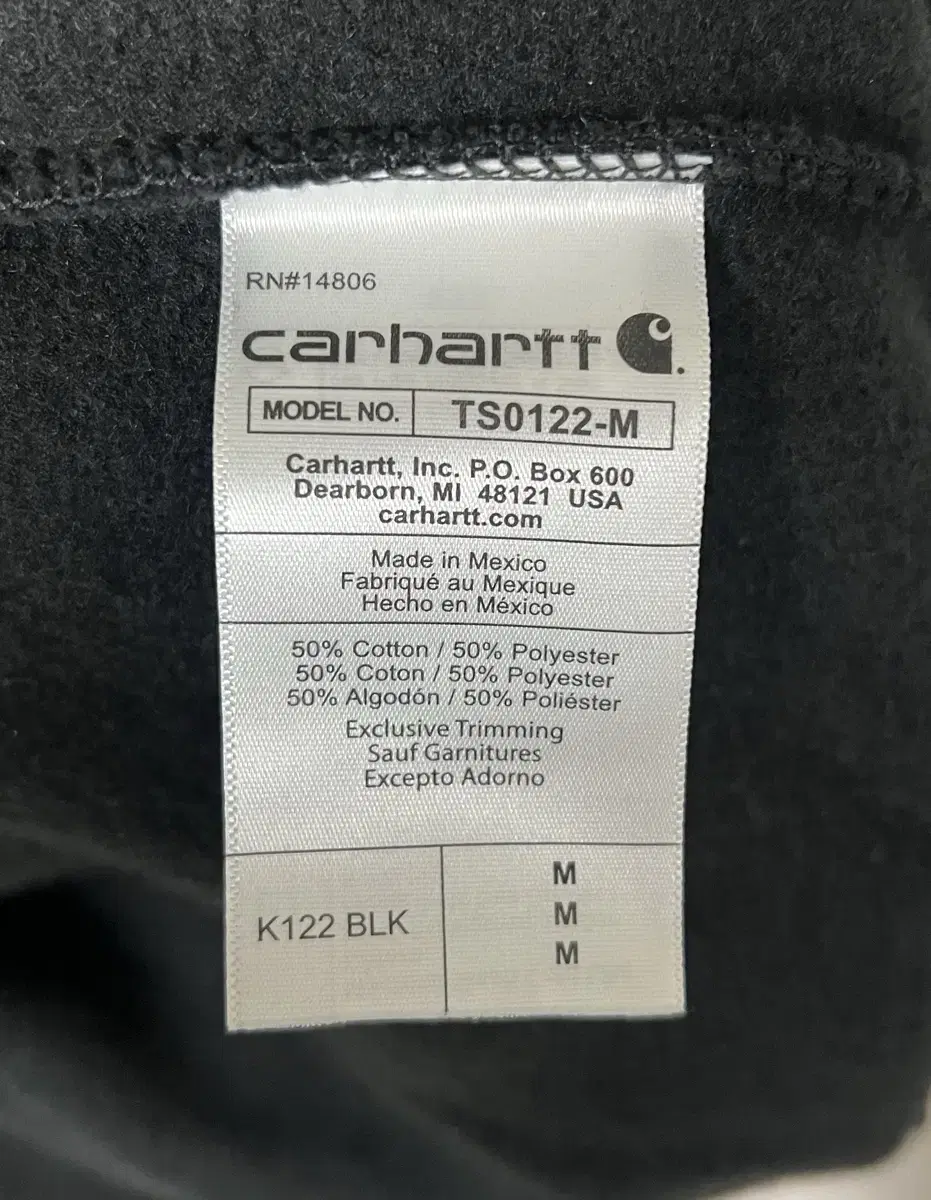 RN#14806
carhartt
MODEL NO. TS0122-M
Carhartt, Inc. P.O. Box 600
Dearborn, MI 48121 USA
carhartt.com
Made in Mexico
Fabriqué au Mexique
Hecho en México
50% Cotton / 50% Polyester
50% Coton / 50% Polyester
50% Algodón / 50% Poliéster
Exclusive Trimming
Sauf Garnitures
Excepto Adorno
K122 BLK
M
M
M